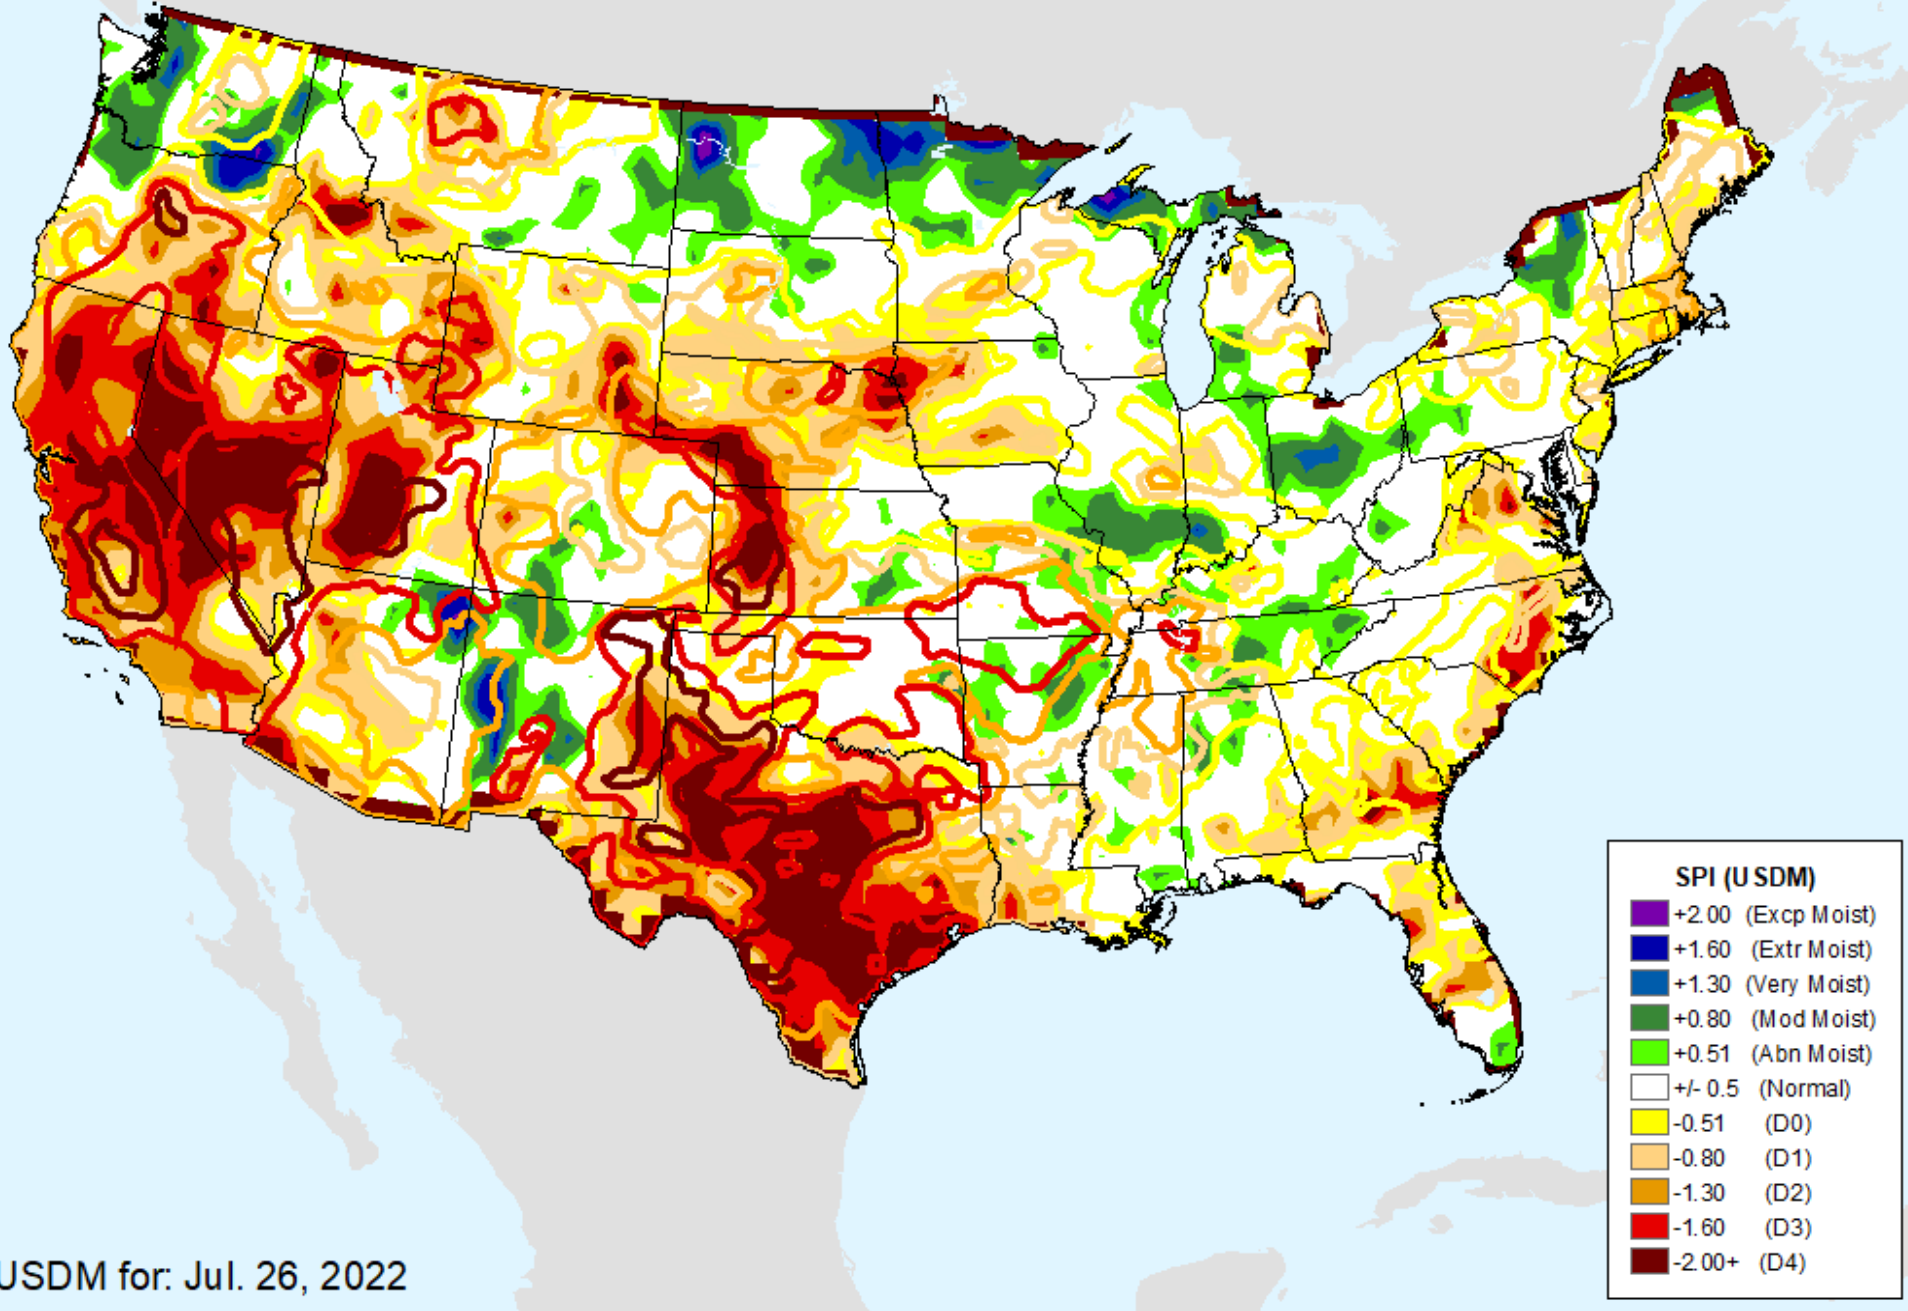 SPI (USDM)
+2.00 (Excp Moist)
+1.60 (Extr Moist)
+1.30 (Very Moist)
+0.80 (Mod Moist)
+0.51 (Abn Moist)
+/- 0.5 (Normal)
-0.51 (D0)
-0.80 (D1)
-1.30 (D2)
-1.60 (D3)
-2.00+ (D4)
USDM for: Jul. 26, 2022